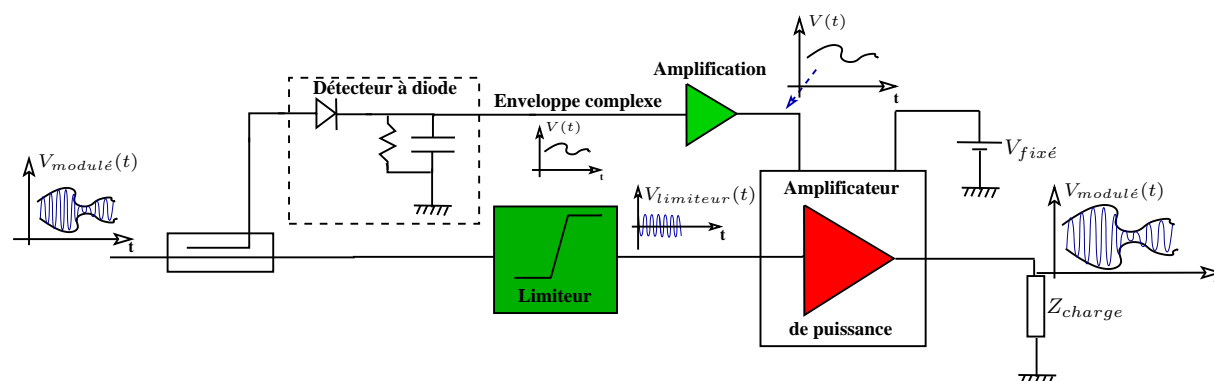 V(t)
Amplification
Détecteur à diode
t
Enveloppe complexe
V(t)
t
V_{fixé}
V_{modulé}(t)
t
V_{limiteur}(t)
t
Amplificateur
V_{modulé}(t)
t
Limiteur
de puissance
Z_{charge}